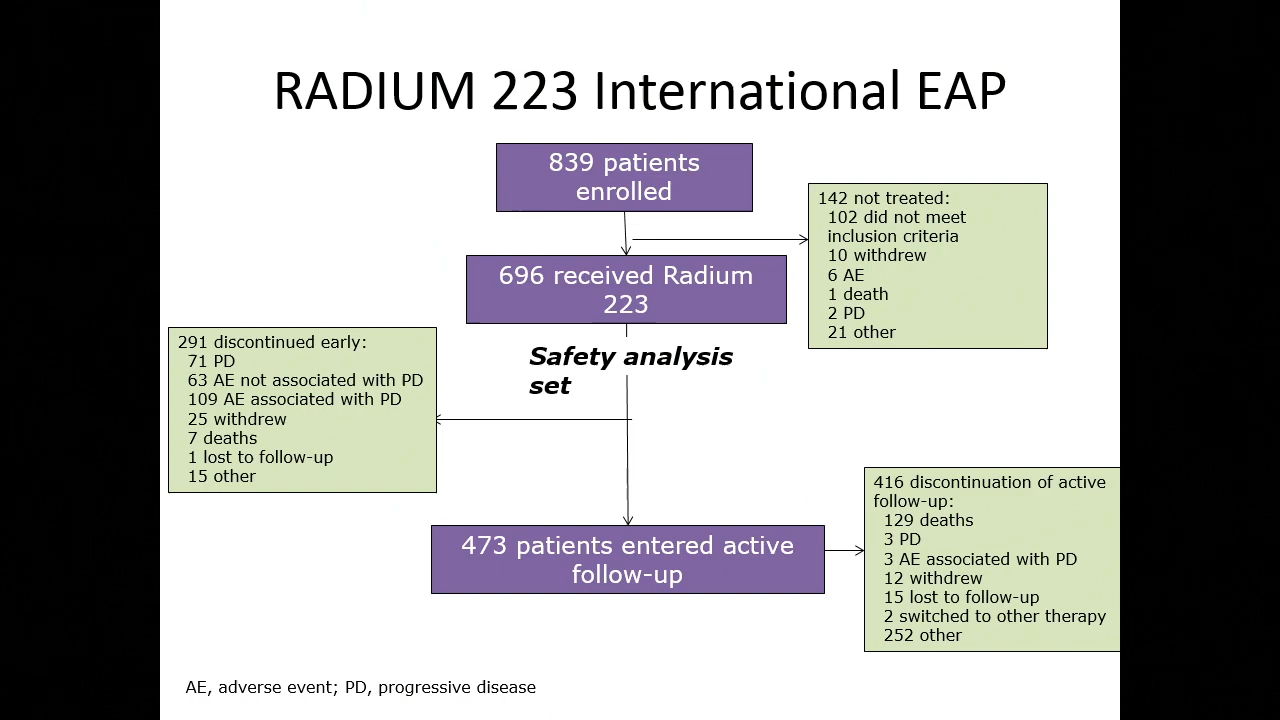 RADIUM 223 International EAP
839 patients
enrolled
142 not treated:
102 did not meet
inclusion criteria
10 withdrew
6 AE
1 death
2 PD
21 other
696 received Radium
223
Safety analysis
set
291 discontinued early:
71 PD
63 AE not associated with PD
109 AE associated with PD
25 withdrew
7 deaths
1 lost to follow-up
15 other
473 patients entered active
follow-up
416 discontinuation of active
follow-up:
129 deaths
3 PD
3 AE associated with PD
12 withdrew
15 lost to follow-up
2 switched to other therapy
252 other
AE, adverse event; PD, progressive disease